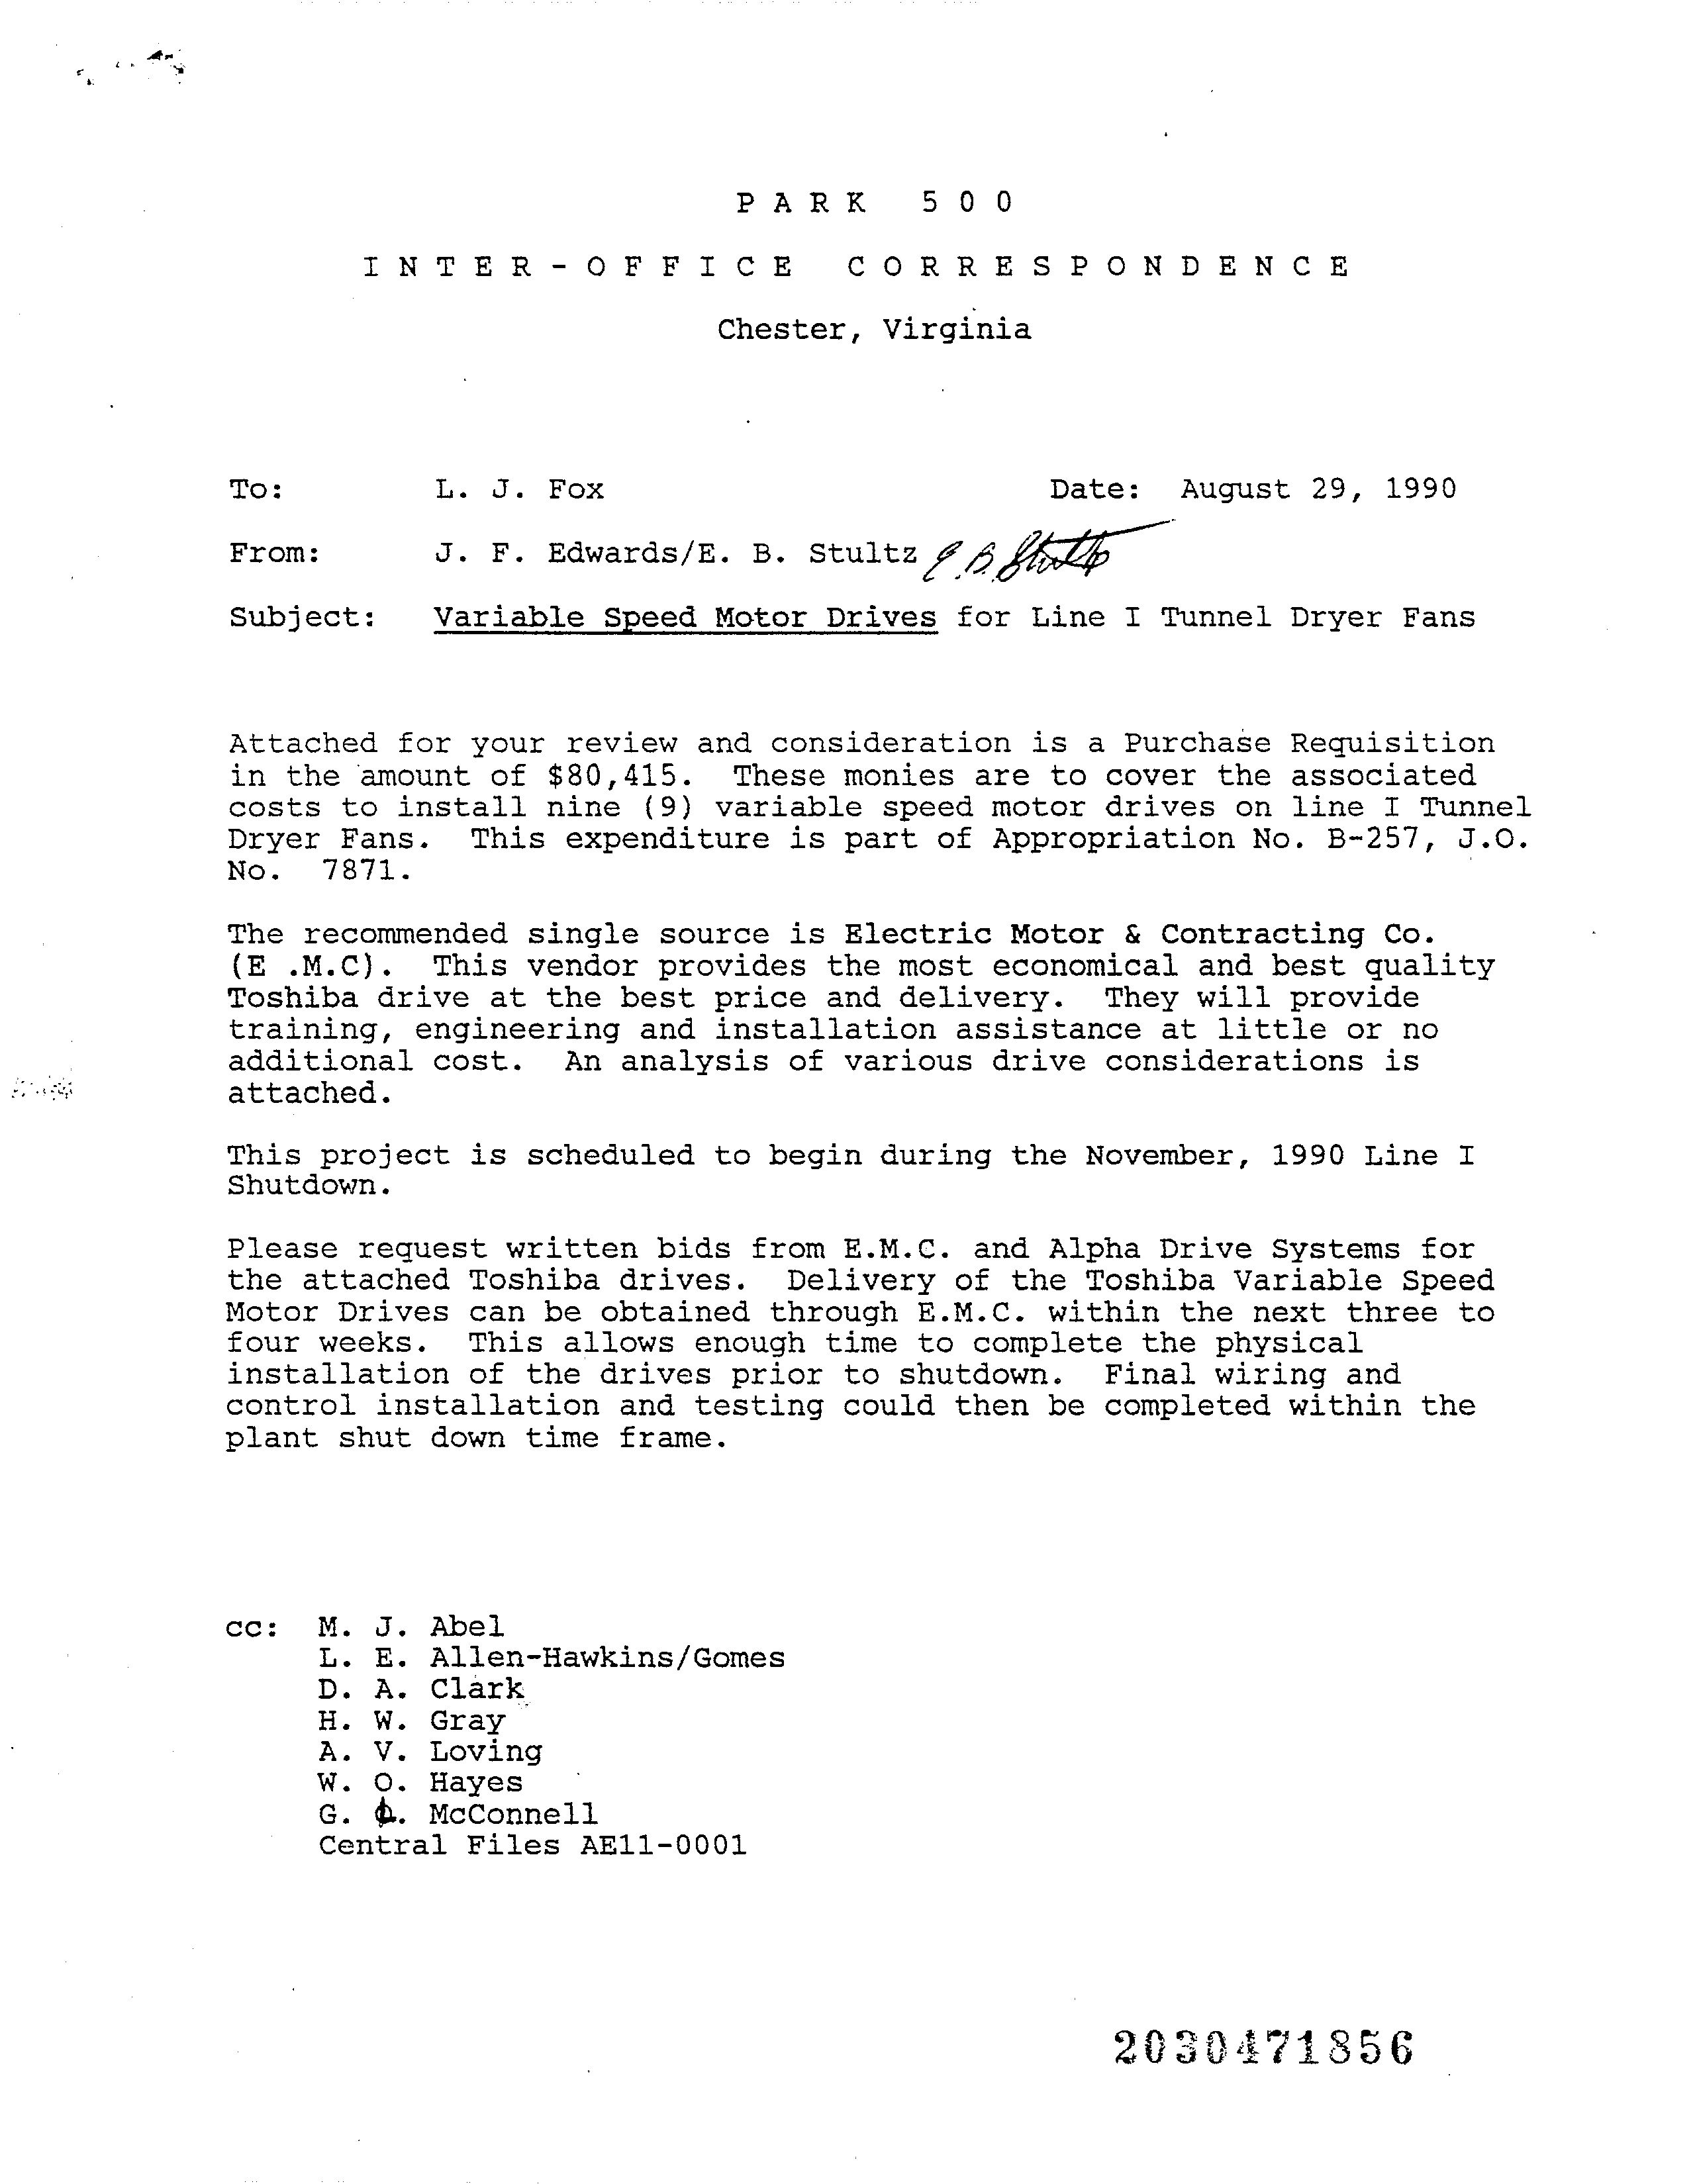 PARK 500
INTER-OFFICE CORRESPONDENCE
Chester, Virginia
To: L. J. Fox Date: August 29, 1990
From: J. F. Edwards/E. B. Stultz E.B. Stultz
Subject: Variable Speed Motor Drives for Line I Tunnel Dryer Fans
Attached for your review and consideration is a Purchase Requisition
in the amount of $80,415. These monies are to cover the associated
costs to install nine (9) variable speed motor drives on line I Tunnel
Dryer Fans. This expenditure is part of Appropriation No. B-257, J.O.
No. 7871.
The recommended single source is Electric Motor & Contracting Co.
(E .M.C). This vendor provides the most economical and best quality
Toshiba drive at the best price and delivery. They will provide
training, engineering and installation assistance at little or no
additional cost. An analysis of various drive considerations is
attached.
This project is scheduled to begin during the November, 1990 Line I
Shutdown.
Please request written bids from E.M.C. and Alpha Drive Systems for
the attached Toshiba drives. Delivery of the Toshiba Variable Speed
Motor Drives can be obtained through E.M.C. within the next three to
four weeks. This allows enough time to complete the physical
installation of the drives prior to shutdown. Final wiring and
control installation and testing could then be completed within the
plant shut down time frame.
cc: M. J. Abel
L. E. Allen-Hawkins/Gomes
D. A. Clark
H. W. Gray
A. V. Loving
W. O. Hayes
G. McConnell
Central Files AE11-0001
2030471856